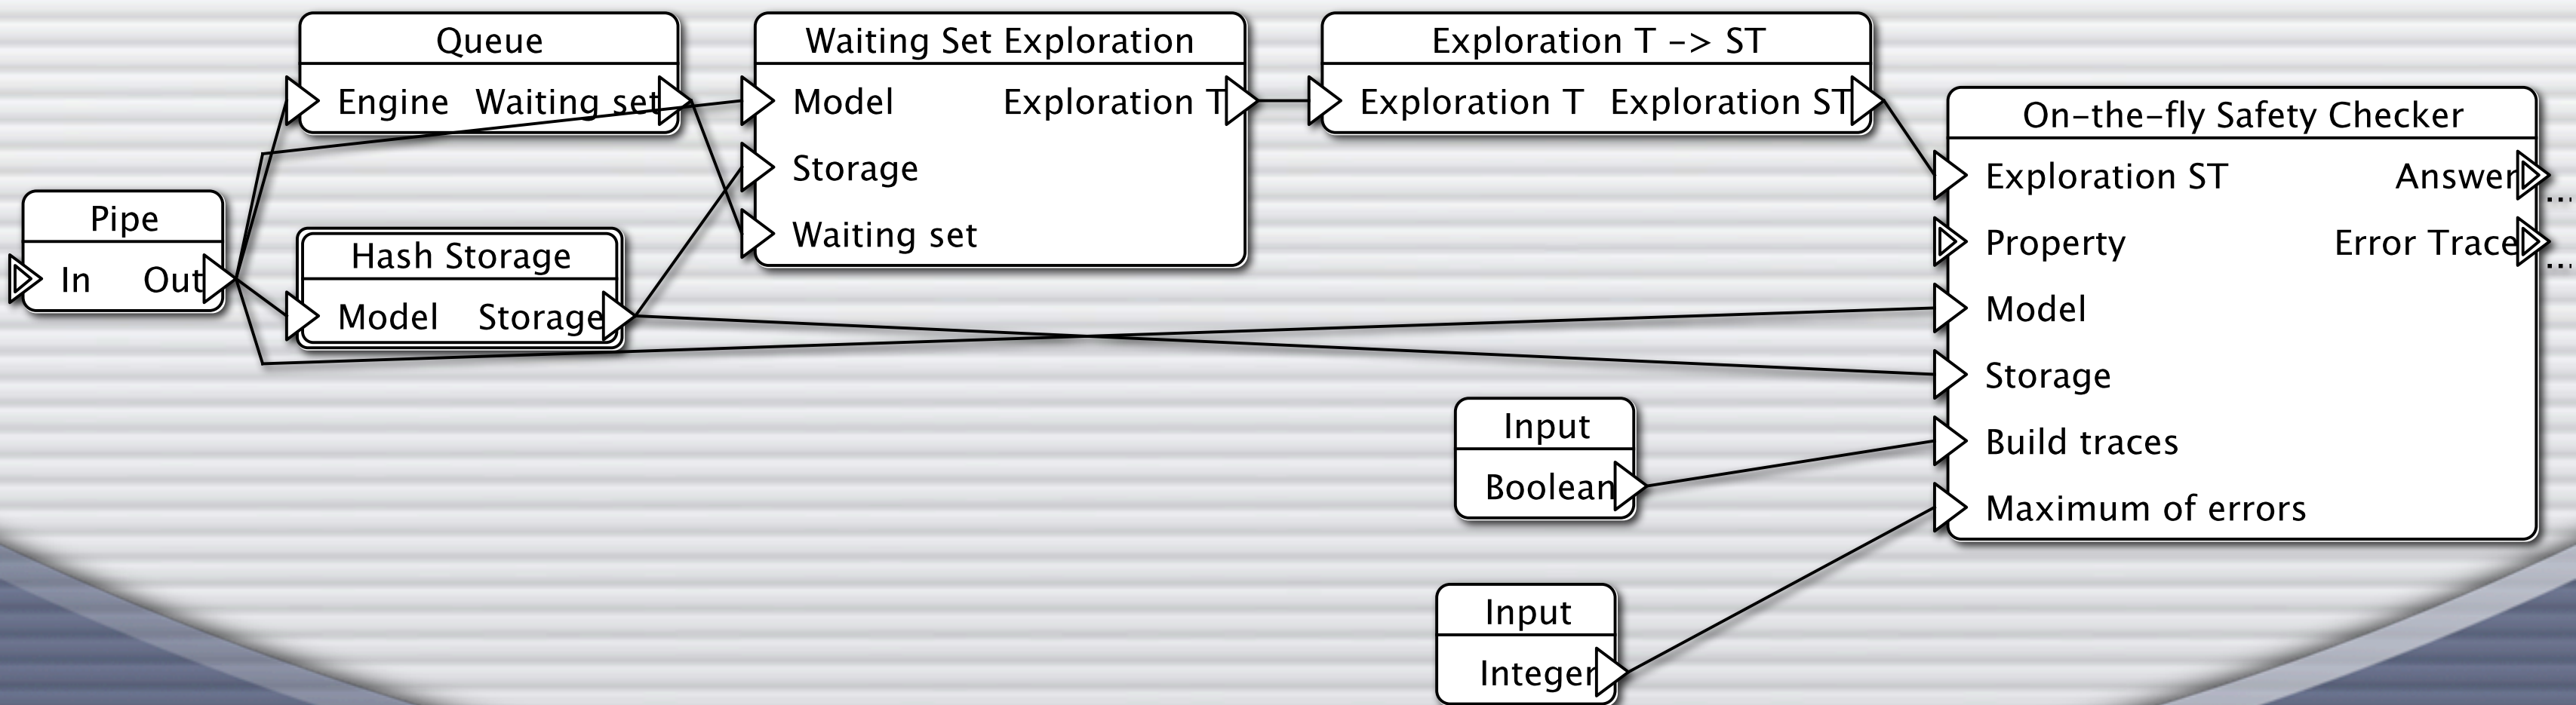 Queue
Engine Waiting set
Waiting Set Exploration
Model Exploration T
Storage
Waiting set
Exploration T -> ST
Exploration T Exploration ST
On-the-fly Safety Checker
Exploration ST Answer
...
Property Error Trace
...
Model
Storage
Build traces
Maximum of errors
Pipe
In Out
Hash Storage
Model Storage
Input
Boolean
Input
Integer